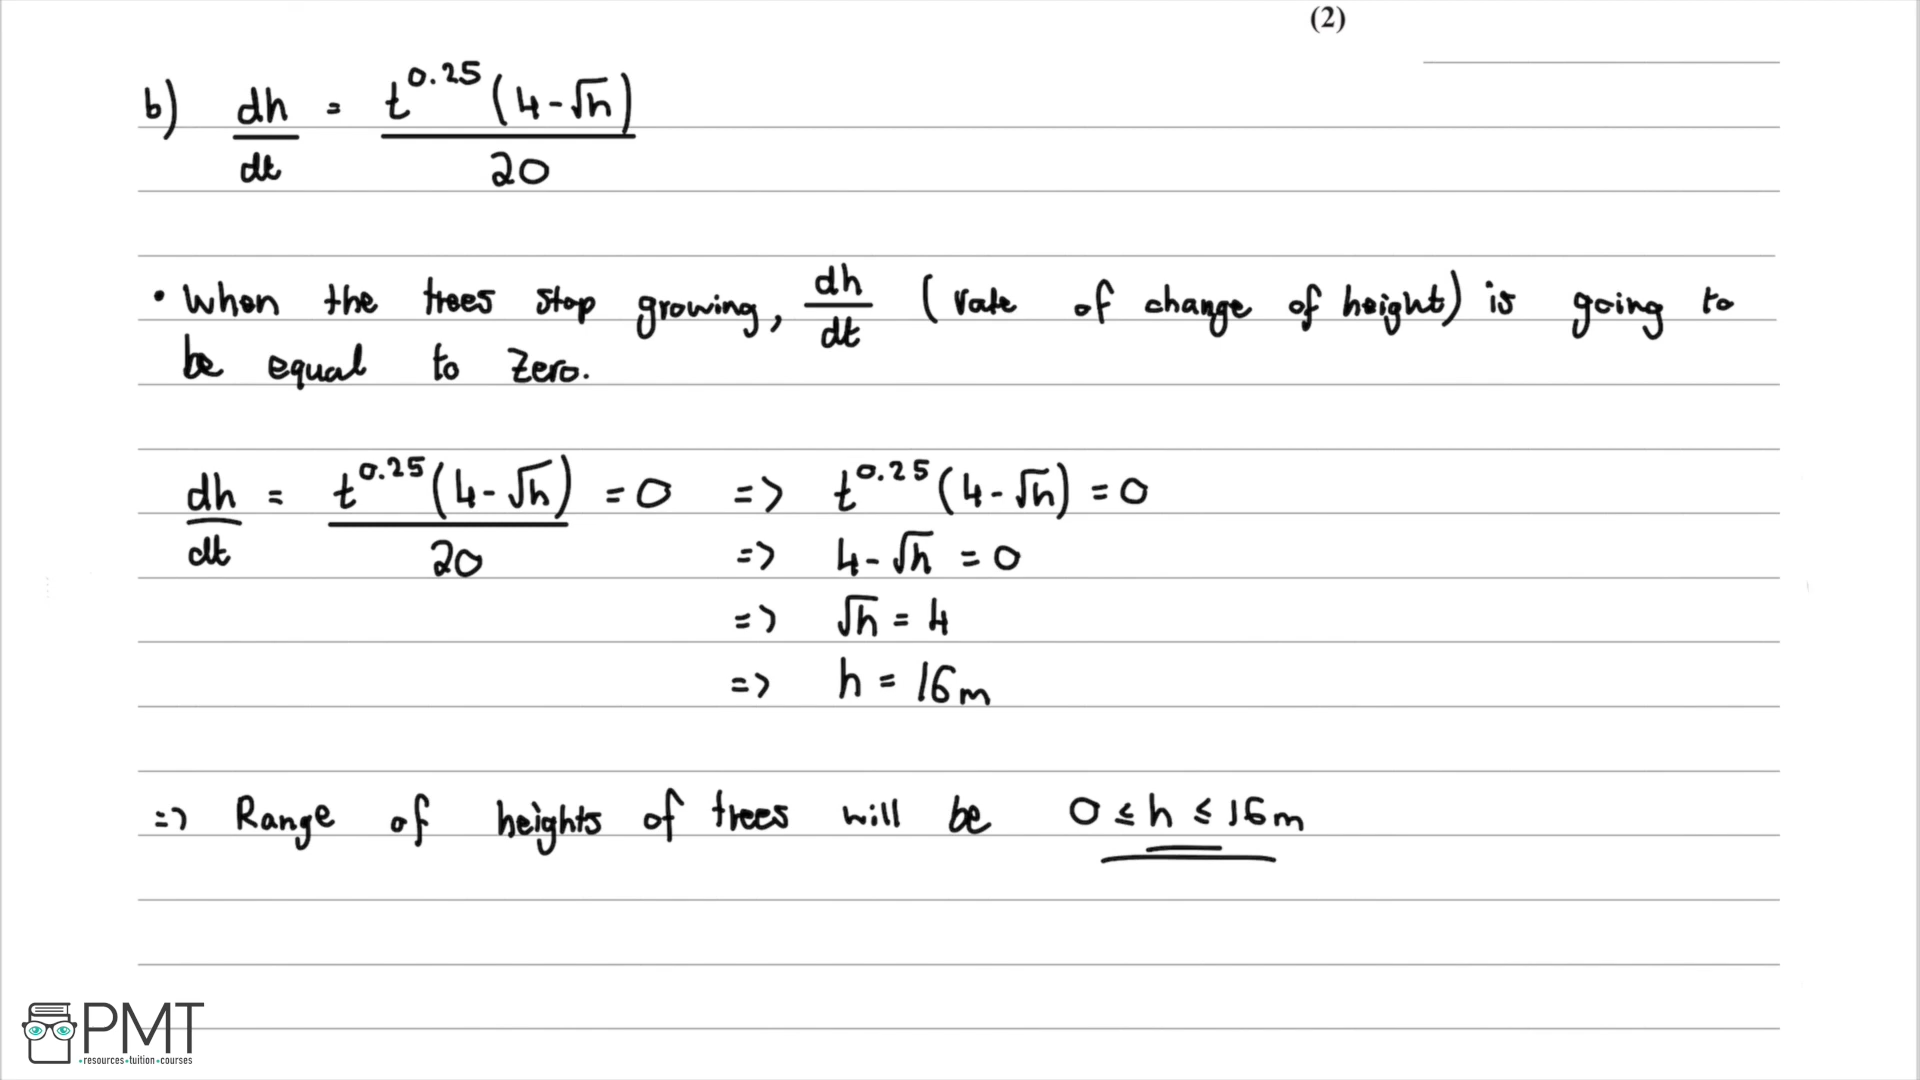 (2)
b) dh/dt = t^0.25 (4-√h) / 20
• When the trees stop growing, dh/dt (rate of change of height) is going to
be equal to zero.
dh/dt = t^0.25 (4-√h) / 20 = 0 => t^0.25 (4-√h) = 0
=> 4-√h = 0
=> √h = 4
=> h = 16m
=> Range of heights of trees will be 0 ≤ h ≤ 16m
PMT
•resources•tuition•courses